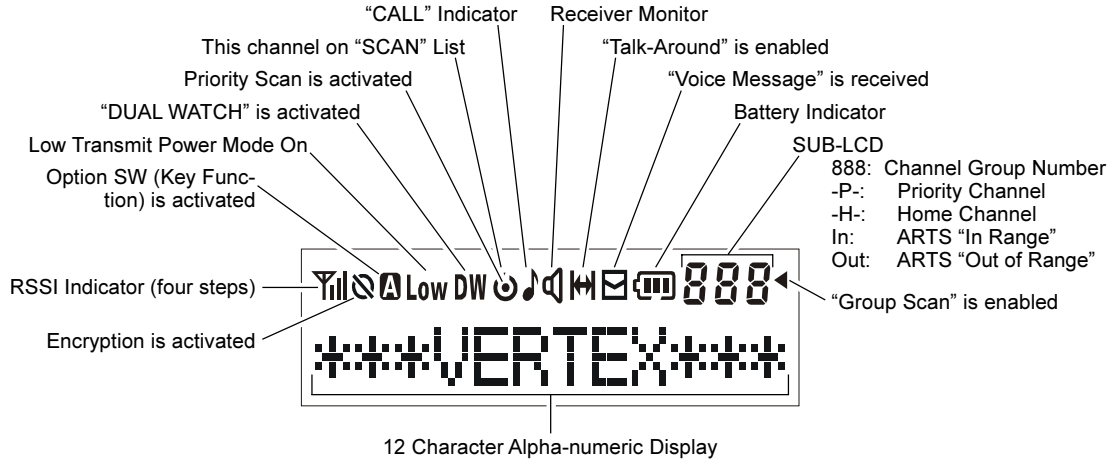 “CALL” Indicator
Receiver Monitor
This channel on “SCAN” List
“Talk-Around” is enabled
Priority Scan is activated
“Voice Message” is received
“DUAL WATCH” is activated
Battery Indicator
Low Transmit Power Mode On
SUB-LCD
Option SW (Key Func-
tion) is activated
888: Channel Group Number
-P-: Priority Channel
-H-: Home Channel
In: ARTS “In Range”
Out: ARTS “Out of Range”
RSSI Indicator (four steps)
A Low DW 888
“Group Scan” is enabled
Encryption is activated
***VERTEX***
12 Character Alpha-numeric Display